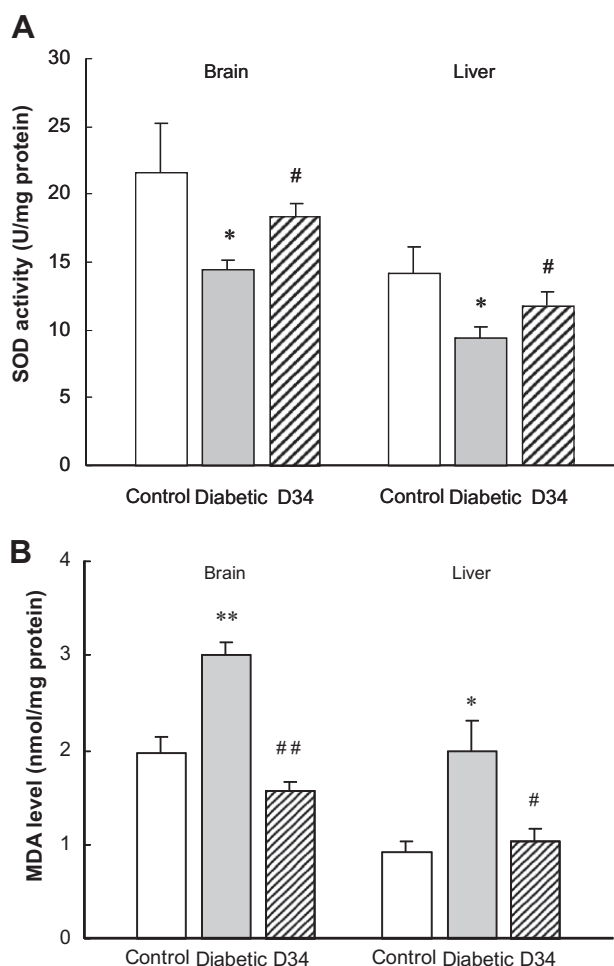 A
SOD activity (U/mg protein)
30
25
20
15
10
5
0
Brain
Liver
*
#
*
#
Control Diabetic D34
Control Diabetic D34
B
MDA level (nmol/mg protein)
4
3
2
1
0
Brain
Liver
**
##
*
#
Control Diabetic D34
Control Diabetic D34